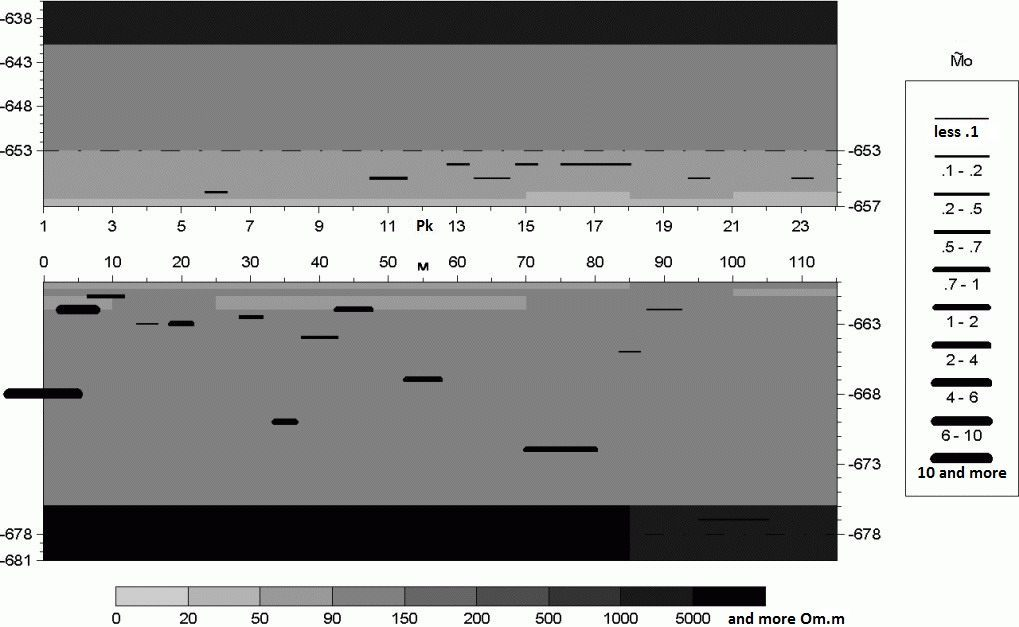 -638
-643
-648
-653 -653
-657
1 3 5 7 9 11 Pk 13 15 17 19 21 23
0 10 20 30 40 50 м 60 70 80 90 100 110
-663
-668
-673
-678 -678
-681
0 20 50 90 150 200 500 1000 5000 and more Om.m
M̃o
less .1
.1 - .2
.2 - .5
.5 - .7
.7 - 1
1 - 2
2 - 4
4 - 6
6 - 10
10 and more